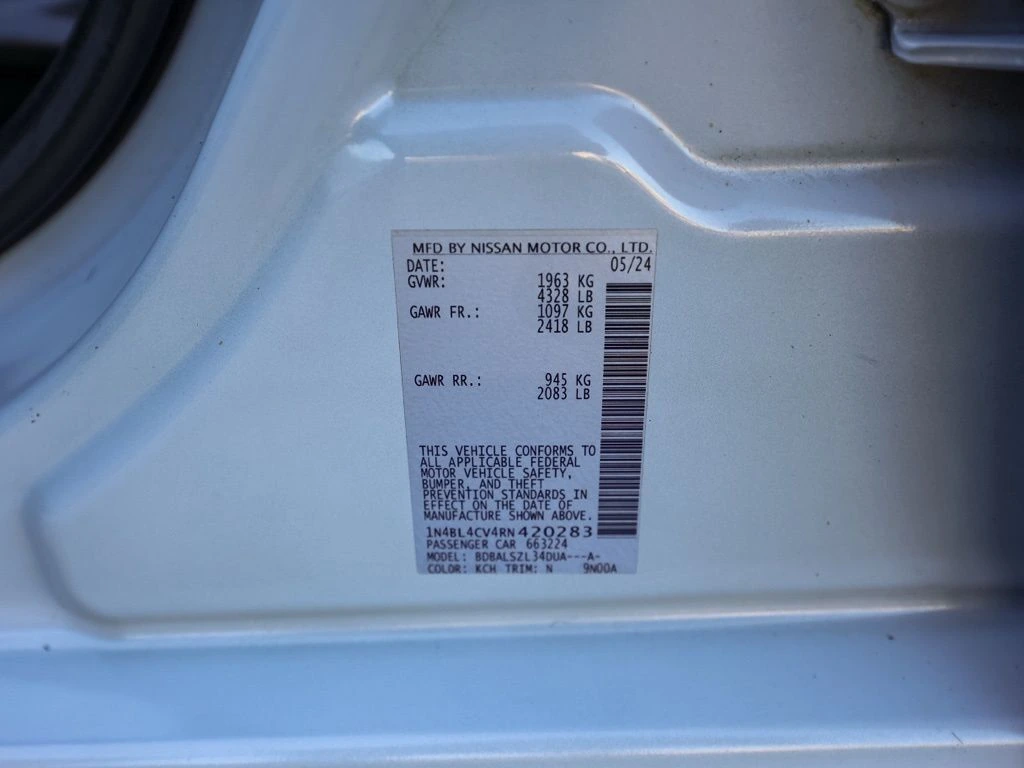 MFD BY NISSAN MOTOR CO., LTD.
DATE: 05/24
GVWR: 1963 KG
4328 LB
GAWR FR.: 1097 KG
2418 LB
GAWR RR.: 945 KG
2083 LB
THIS VEHICLE CONFORMS TO
ALL APPLICABLE FEDERAL
MOTOR VEHICLE SAFETY,
BUMPER, AND THEFT
PREVENTION STANDARDS IN
EFFECT ON THE DATE OF
MANUFACTURE SHOWN ABOVE.
1N4BL4CV4RN420283
PASSENGER CAR 663224
MODEL: BDBALSZL34DUA---A-
COLOR: KCH TRIM: N 9N00A